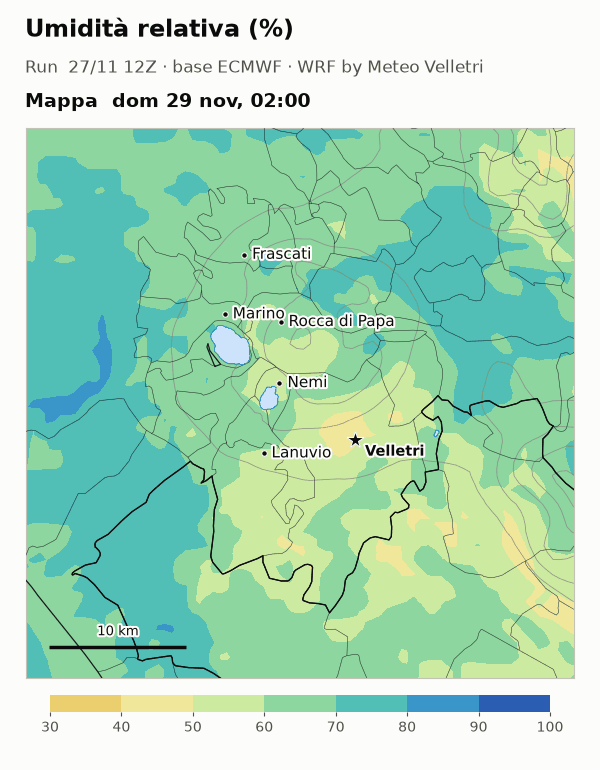 Umidità relativa (%)
Run  27/11 12Z · base ECMWF · WRF by Meteo Velletri
Mappa  dom 29 nov, 02:00
Frascati
Marino
Rocca di Papa
Nemi
Velletri
Lanuvio
10 km
30 40 50 60 70 80 90 100